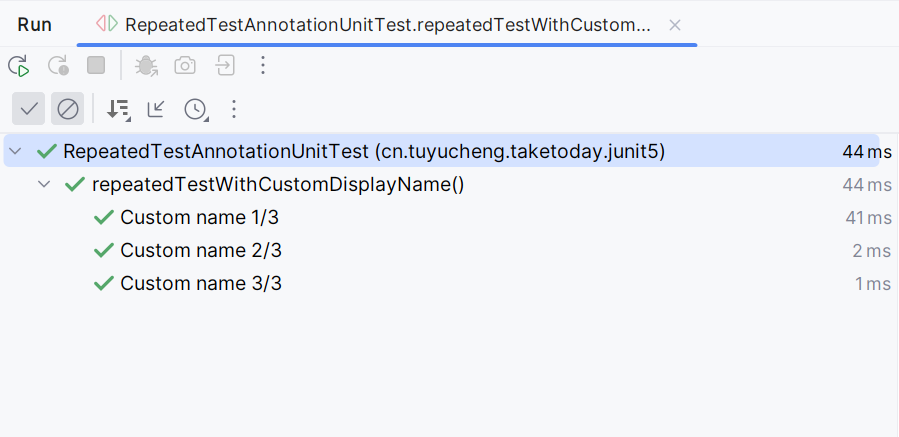 Run RepeatedTestAnnotationUnitTest.repeatedTestWithCustom...
RepeatedTestAnnotationUnitTest (cn.tuyucheng.taketoday.junit5) 44 ms
repeatedTestWithCustomDisplayName() 44 ms
Custom name 1/3 41 ms
Custom name 2/3 2 ms
Custom name 3/3 1 ms